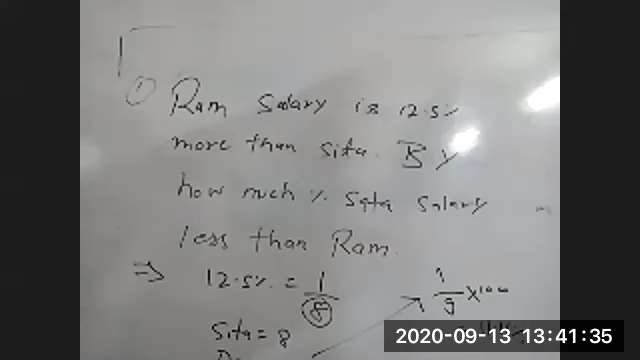 ① Ram Salary is 12.5%
more than Sita. By
how much % Sita Salary
less than Ram.
⇒ 12.5% = 1/8
1/9 × 100
Sita = 8
2020-09-13 13:41:35